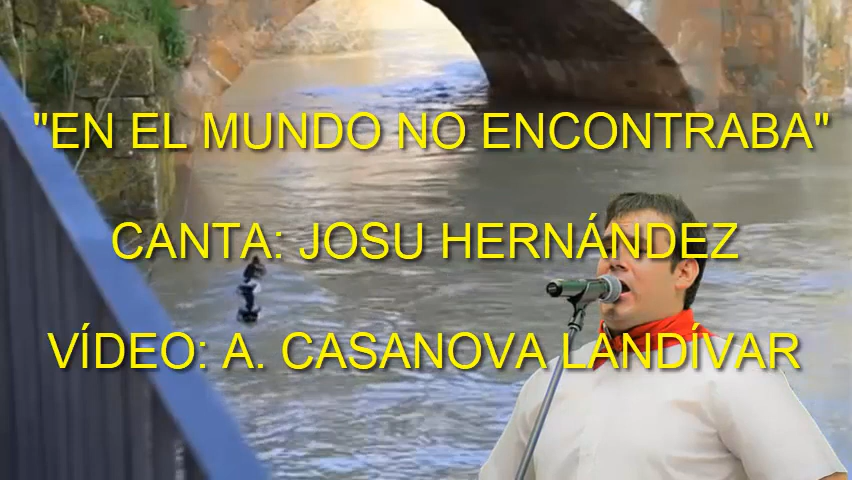 "EN EL MUNDO NO ENCONTRABA"
CANTA: JOSU HERNÁNDEZ
VÍDEO: A. CASANOVA LANDÍVAR